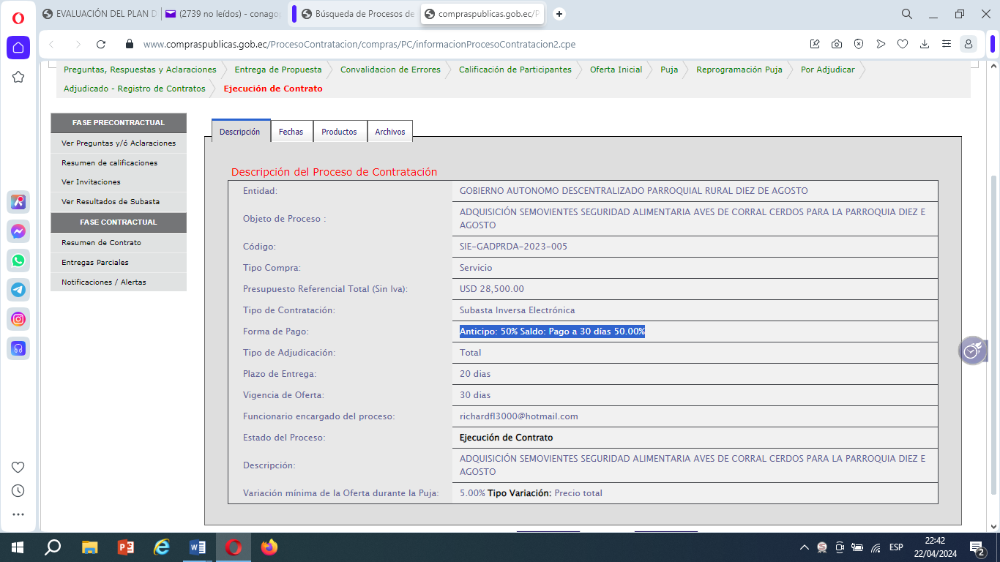 EVALUACIÓN DEL PLAN D
(2739 no leídos) - conago
Búsqueda de Procesos de
compraspublicas.gob.ec/P
www.compraspublicas.gob.ec/ProcesoContratacion/compras/PC/informacionProcesoContratacion2.cpe
Preguntas, Respuestas y Aclaraciones
Entrega de Propuesta
Convalidacion de Errores
Calificación de Participantes
Oferta Inicial
Puja
Reprogramación Puja
Por Adjudicar
Adjudicado - Registro de Contratos
Ejecución de Contrato
FASE PRECONTRACTUAL
Ver Preguntas y/ó Aclaraciones
Resumen de calificaciones
Ver Invitaciones
Ver Resultados de Subasta
FASE CONTRACTUAL
Resumen de Contrato
Entregas Parciales
Notificaciones / Alertas
Descripción
Fechas
Productos
Archivos
Descripción del Proceso de Contratación
Entidad: GOBIERNO AUTONOMO DESCENTRALIZADO PARROQUIAL RURAL DIEZ DE AGOSTO
Objeto de Proceso : ADQUISICIÓN SEMOVIENTES SEGURIDAD ALIMENTARIA AVES DE CORRAL CERDOS PARA LA PARROQUIA DIEZ E
AGOSTO
Código: SIE-GADPRDA-2023-005
Tipo Compra: Servicio
Presupuesto Referencial Total (Sin Iva): USD 28,500.00
Tipo de Contratación: Subasta Inversa Electrónica
Forma de Pago: Anticipo: 50% Saldo: Pago a 30 días 50.00%
Tipo de Adjudicación: Total
Plazo de Entrega: 20 dias
Vigencia de Oferta: 30 dias
Funcionario encargado del proceso: richardfl3000@hotmail.com
Estado del Proceso: Ejecución de Contrato
Descripción: ADQUISICIÓN SEMOVIENTES SEGURIDAD ALIMENTARIA AVES DE CORRAL CERDOS PARA LA PARROQUIA DIEZ E
AGOSTO
Variación mínima de la Oferta durante la Puja: 5.00% Tipo Variación: Precio total
ESP
22:42
22/04/2024
2